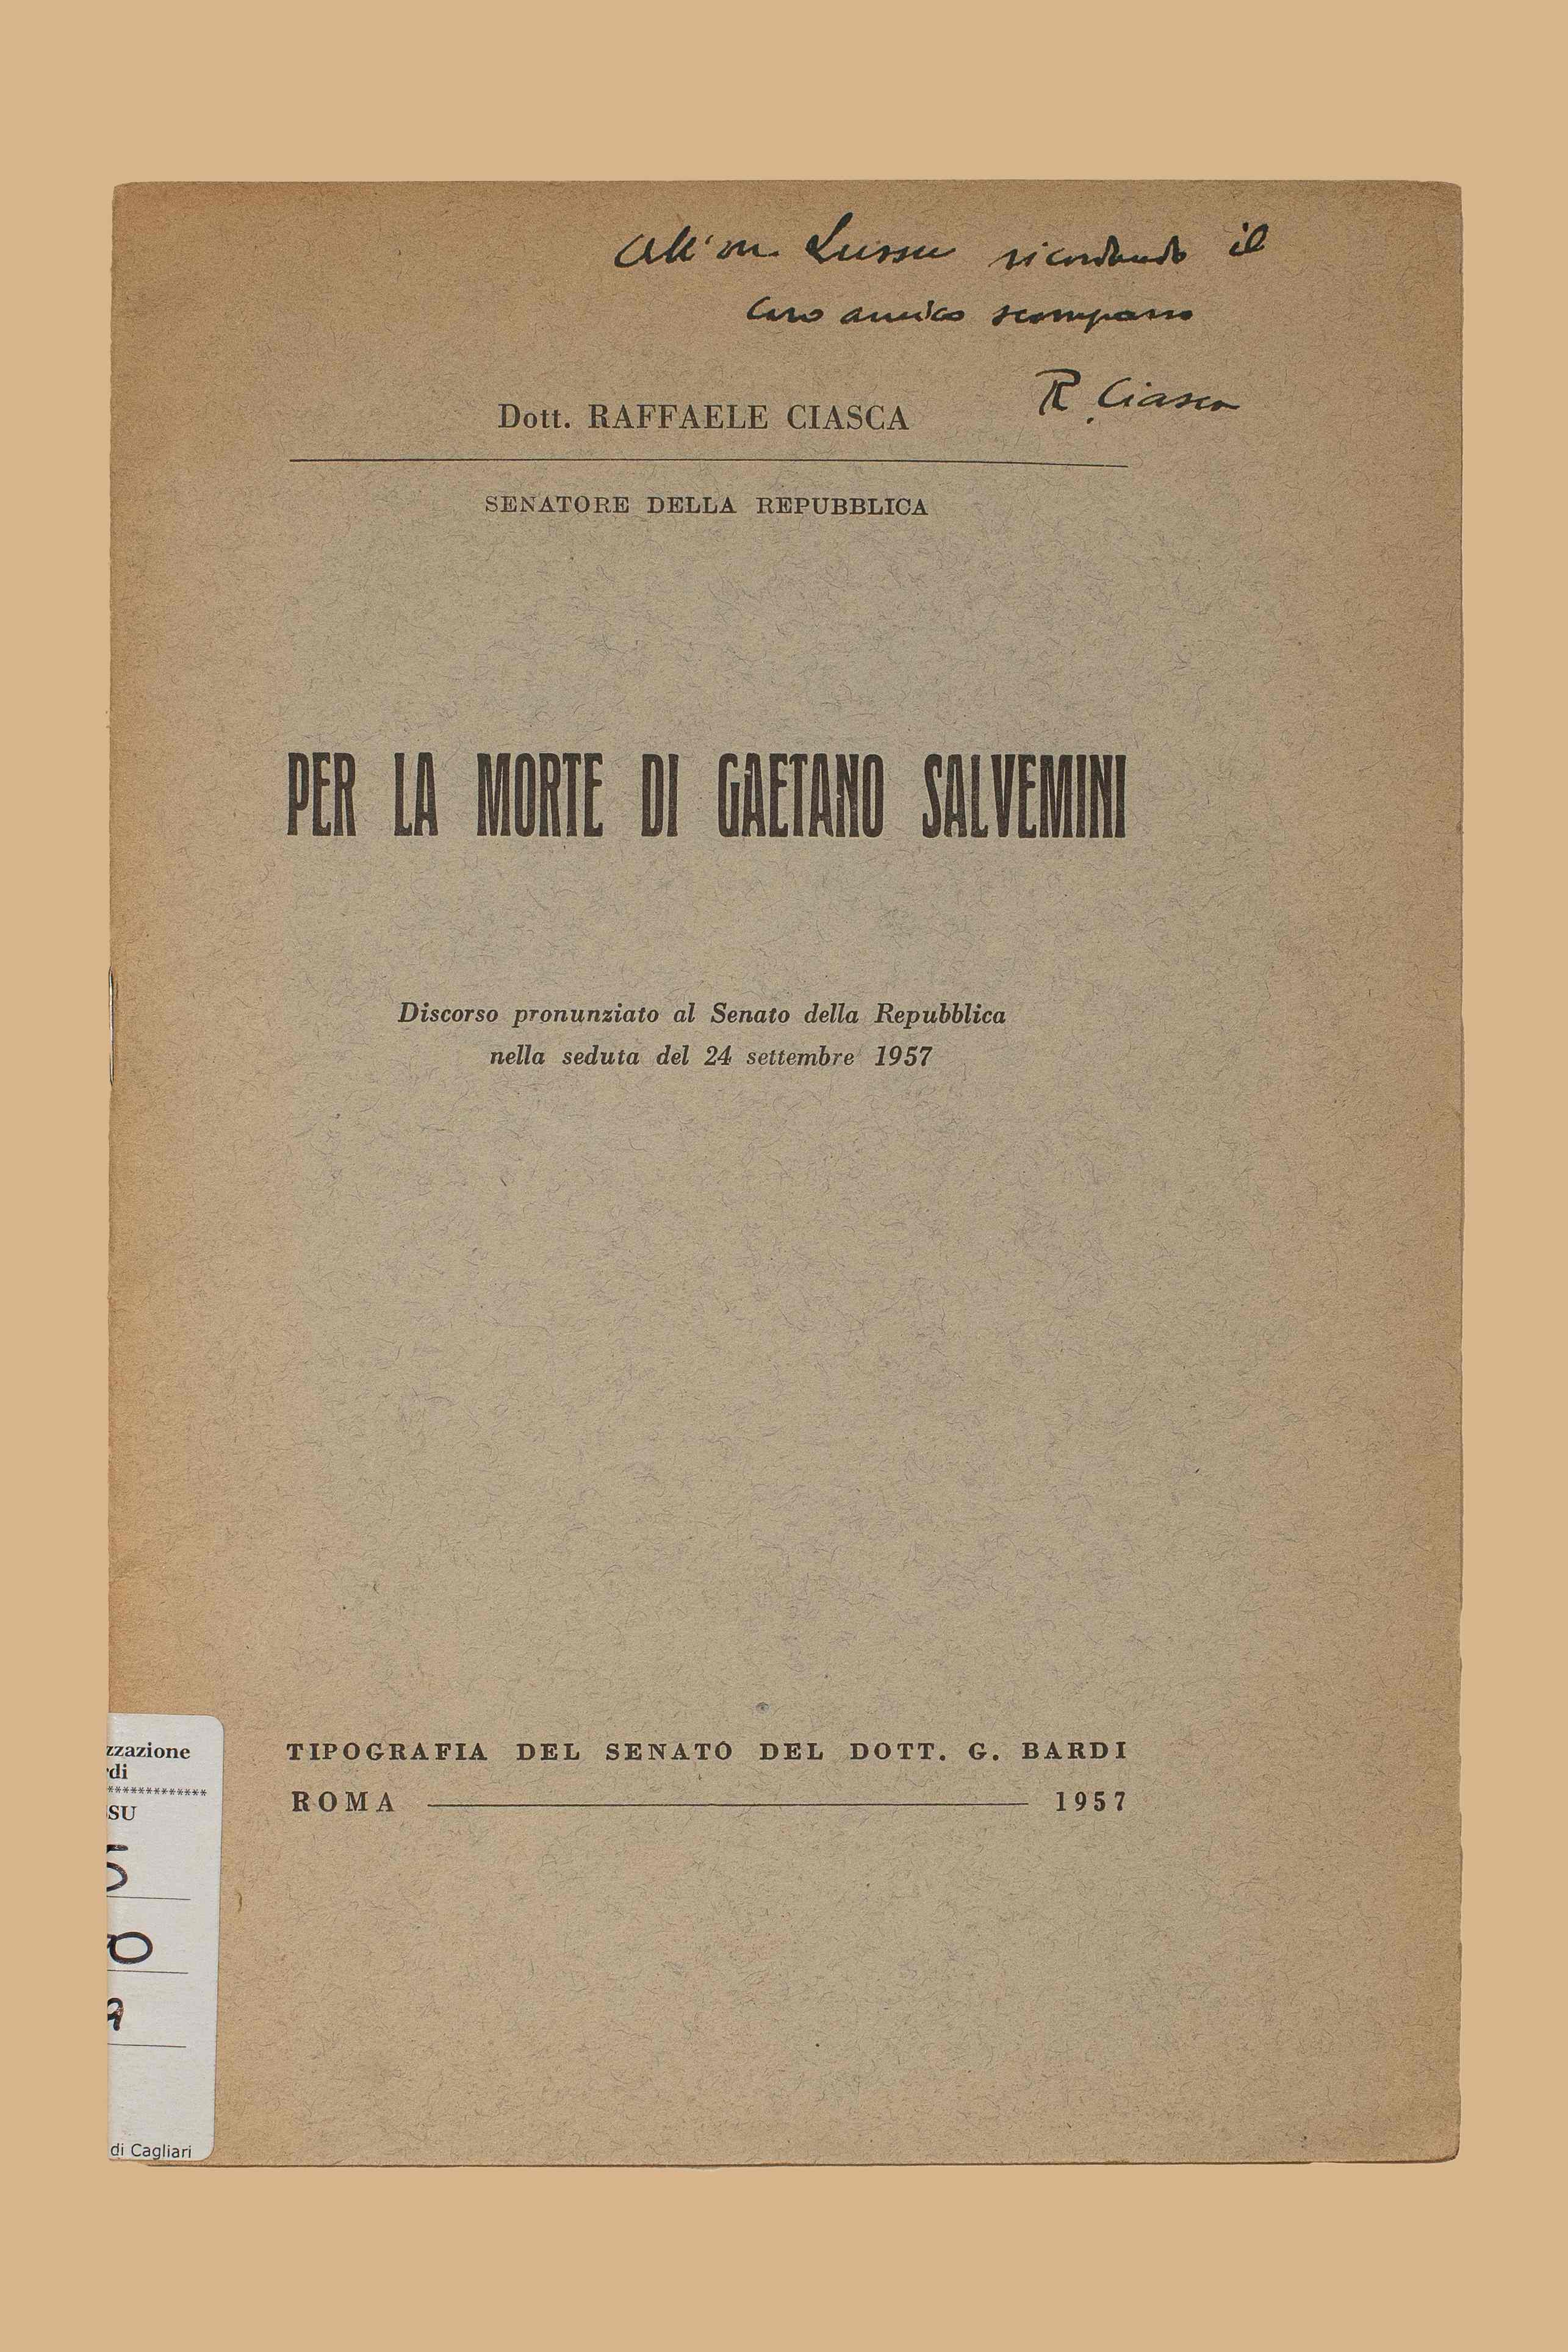 All'on. Lussu ricordando il
caro amico scomparso
R. Ciasca
Dott. RAFFAELE CIASCA
SENATORE DELLA REPUBBLICA
PER LA MORTE DI GAETANO SALVEMINI
Discorso pronunziato al Senato della Repubblica
nella seduta del 24 settembre 1957
TIPOGRAFIA DEL SENATO DEL DOTT. G. BARDI
ROMA 1957
zzazione
rdi
*************
SU
di Cagliari